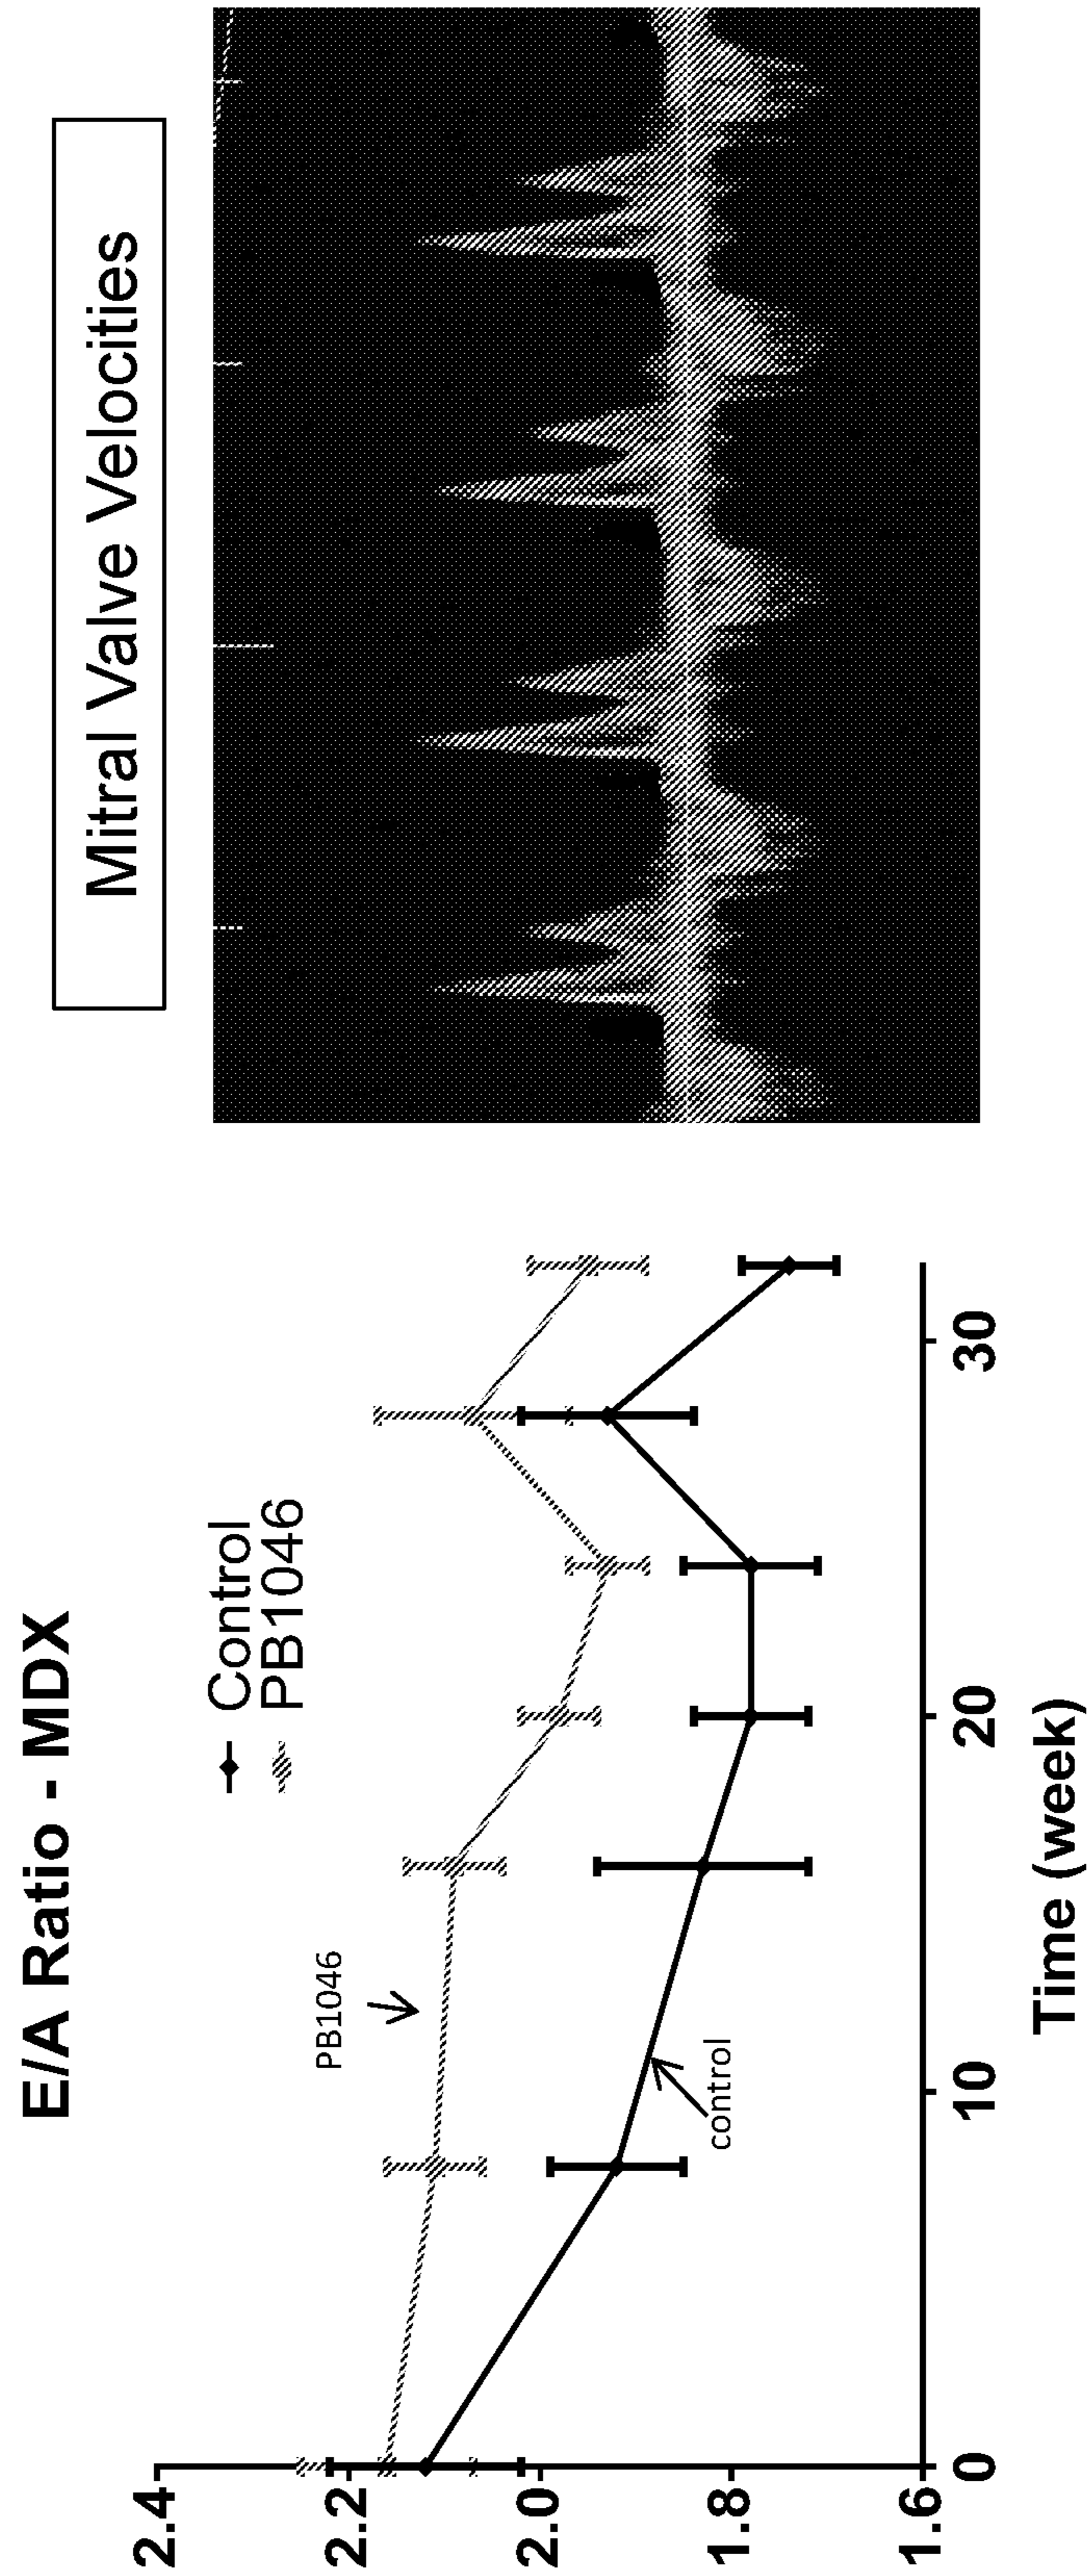 E/A Ratio - MDX
Control
PB1046
PB1046
control
2.4
2.2
2.0
1.8
1.6
0
10
20
30
Time (week)
Mitral Valve Velocities